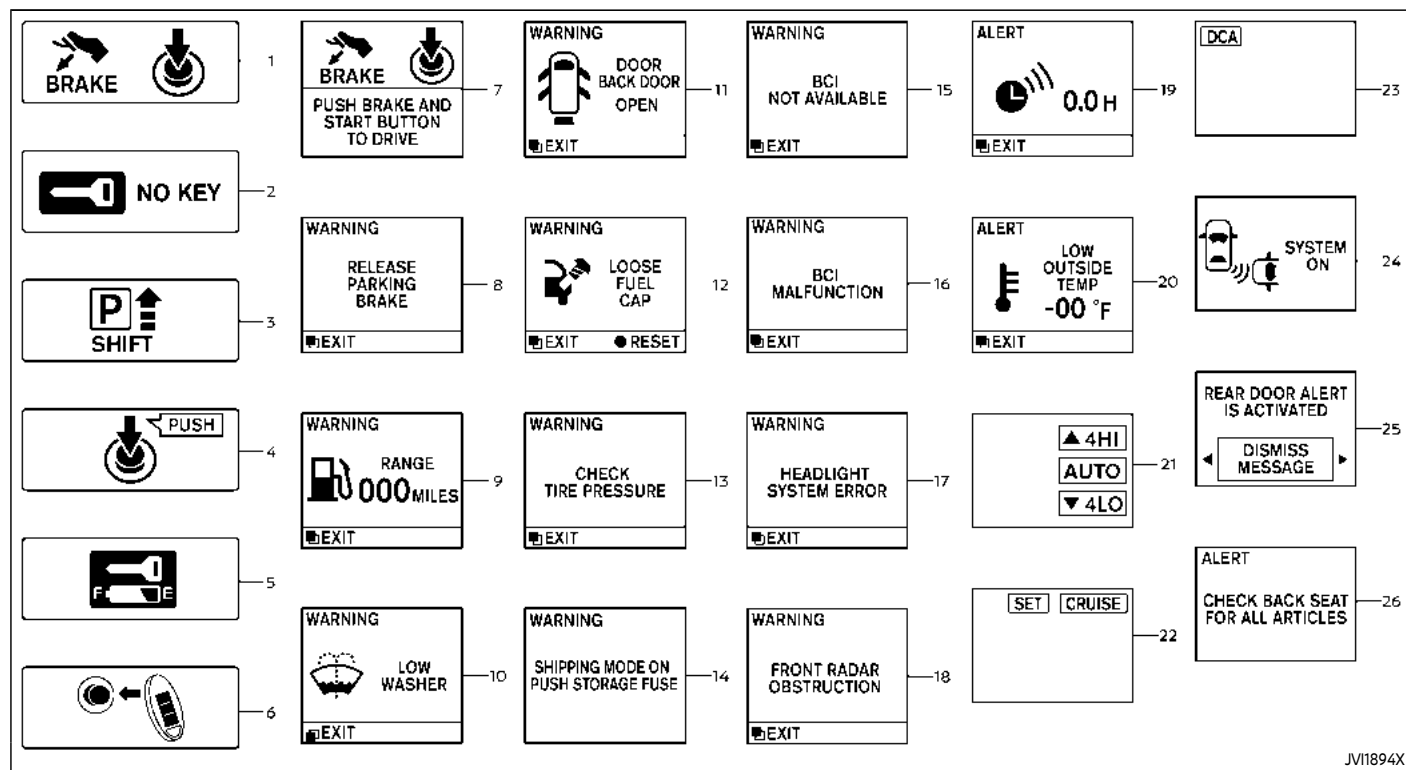 BRAKE
1
NO KEY
2
P
SHIFT
3
PUSH
4
F E
5
6
BRAKE
PUSH BRAKE AND
START BUTTON
TO DRIVE
7
WARNING
RELEASE
PARKING
BRAKE
EXIT
8
WARNING
RANGE
000 MILES
EXIT
9
WARNING
LOW
WASHER
EXIT
10
WARNING
DOOR
BACK DOOR
OPEN
EXIT
11
WARNING
LOOSE
FUEL
CAP
EXIT ● RESET
12
WARNING
CHECK
TIRE PRESSURE
EXIT
13
WARNING
SHIPPING MODE ON
PUSH STORAGE FUSE
14
WARNING
BCI
NOT AVAILABLE
EXIT
15
WARNING
BCI
MALFUNCTION
EXIT
16
WARNING
HEADLIGHT
SYSTEM ERROR
EXIT
17
WARNING
FRONT RADAR
OBSTRUCTION
EXIT
18
ALERT
0.0 H
EXIT
19
ALERT
LOW
OUTSIDE
TEMP
-00 °F
EXIT
20
▲ 4HI
AUTO
▼ 4LO
21
SET CRUISE
22
DCA
23
SYSTEM
ON
24
REAR DOOR ALERT
IS ACTIVATED
DISMISS
MESSAGE
25
ALERT
CHECK BACK SEAT
FOR ALL ARTICLES
26
JVI1894X